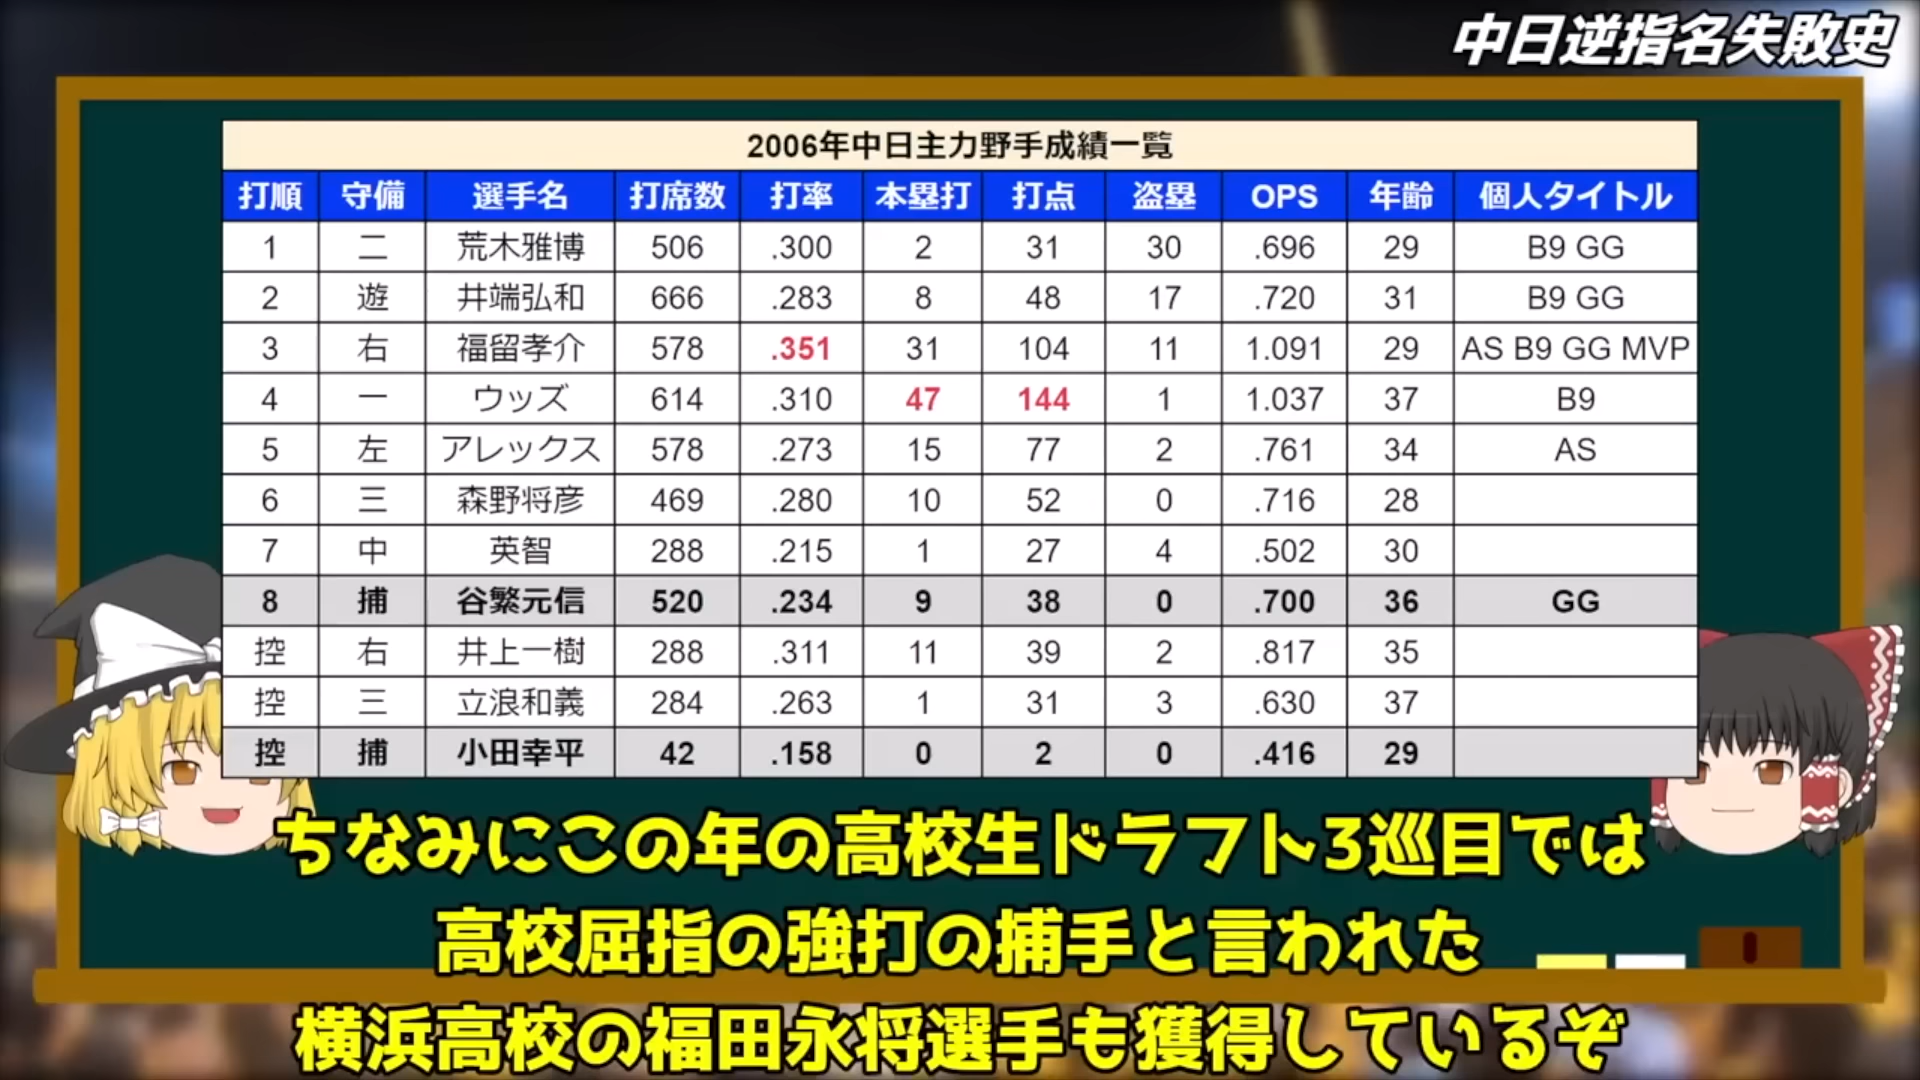 中日逆指名失敗史
2006年中日主力野手成績一覧
打順 守備 選手名 打席数 打率 本塁打 打点 盗塁 OPS 年齢 個人タイトル
1 二 荒木雅博 506 .300 2 31 30 .696 29 B9 GG
2 遊 井端弘和 666 .283 8 48 17 .720 31 B9 GG
3 右 福留孝介 578 .351 31 104 11 1.091 29 AS B9 GG MVP
4 一 ウッズ 614 .310 47 144 1 1.037 37 B9
5 左 アレックス 578 .273 15 77 2 .761 34 AS
6 三 森野将彦 469 .280 10 52 0 .716 28
7 中 英智 288 .215 1 27 4 .502 30
8 捕 谷繁元信 520 .234 9 38 0 .700 36 GG
控 右 井上一樹 288 .311 11 39 2 .817 35
控 三 立浪和義 284 .263 1 31 3 .630 37
控 捕 小田幸平 42 .158 0 2 0 .416 29
ちなみにこの年の高校生ドラフト3巡目では
高校屈指の強打の捕手と言われた
横浜高校の福田永将選手も獲得しているぞ